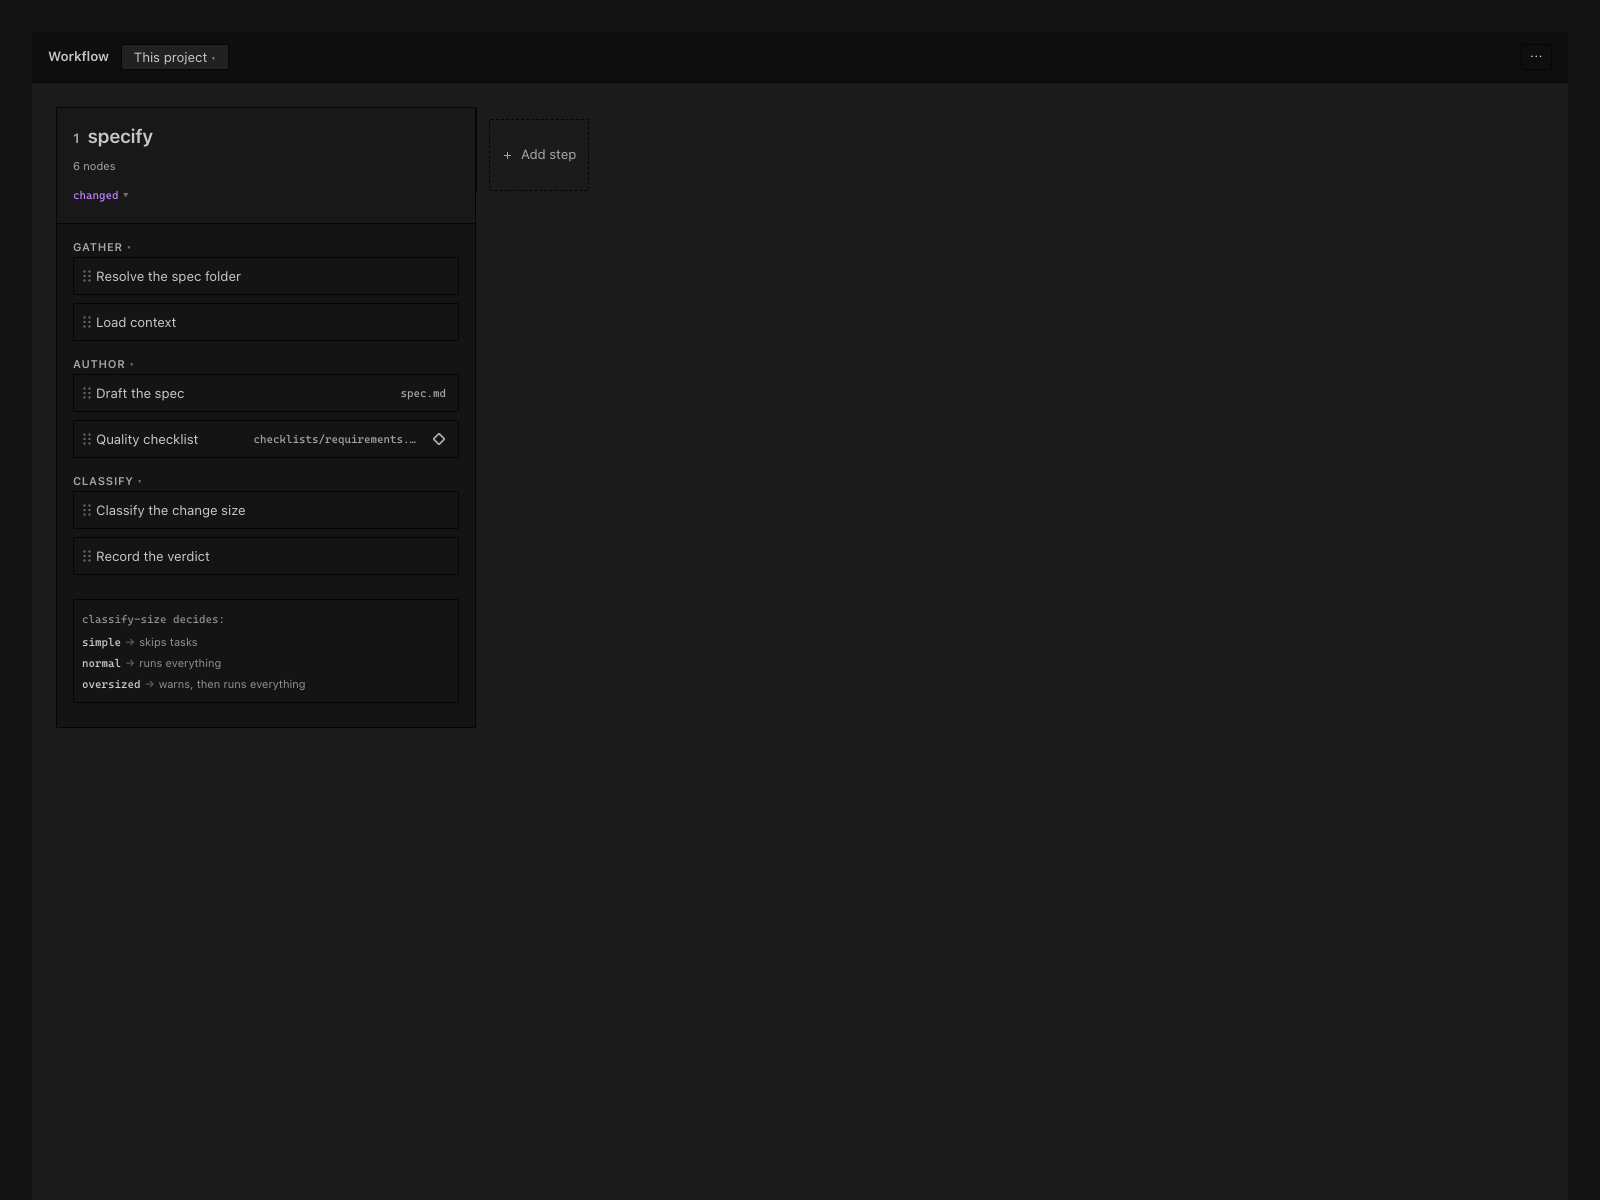 Workflow This project
...
1 specify
6 nodes
changed
+ Add step
GATHER
Resolve the spec folder
Load context
AUTHOR
Draft the spec spec.md
Quality checklist checklists/requirements.…
CLASSIFY
Classify the change size
Record the verdict
classify-size decides:
simple → skips tasks
normal → runs everything
oversized → warns, then runs everything